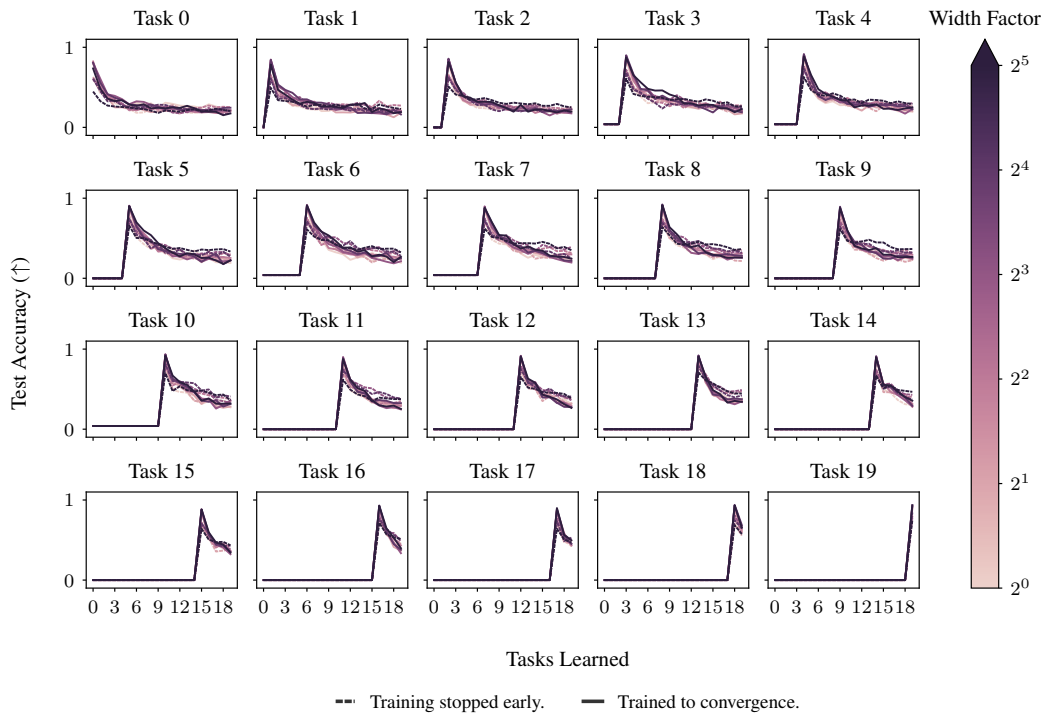 Task 0 Task 1 Task 2 Task 3 Task 4 Width Factor
1
0
2^5
2^4
2^3
2^2
2^1
2^0
Task 5 Task 6 Task 7 Task 8 Task 9
1
0
Test Accuracy (↑)
Task 10 Task 11 Task 12 Task 13 Task 14
1
0
Task 15 Task 16 Task 17 Task 18 Task 19
1
0
0 3 6 9 12 15 18 0 3 6 9 12 15 18 0 3 6 9 12 15 18 0 3 6 9 12 15 18 0 3 6 9 12 15 18
Tasks Learned
Training stopped early. Trained to convergence.